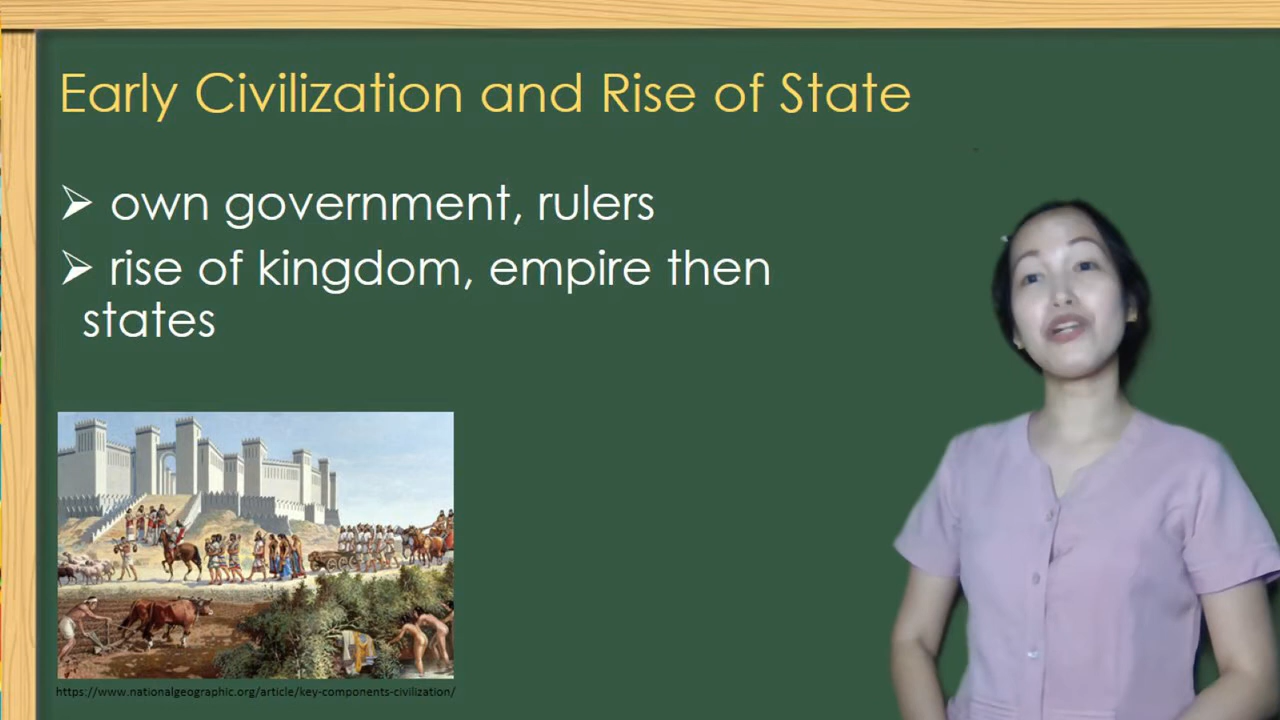 Early Civilization and Rise of State
➢ own government, rulers
➢ rise of kingdom, empire then
states
https://www.nationalgeographic.org/article/key-components-civilization/